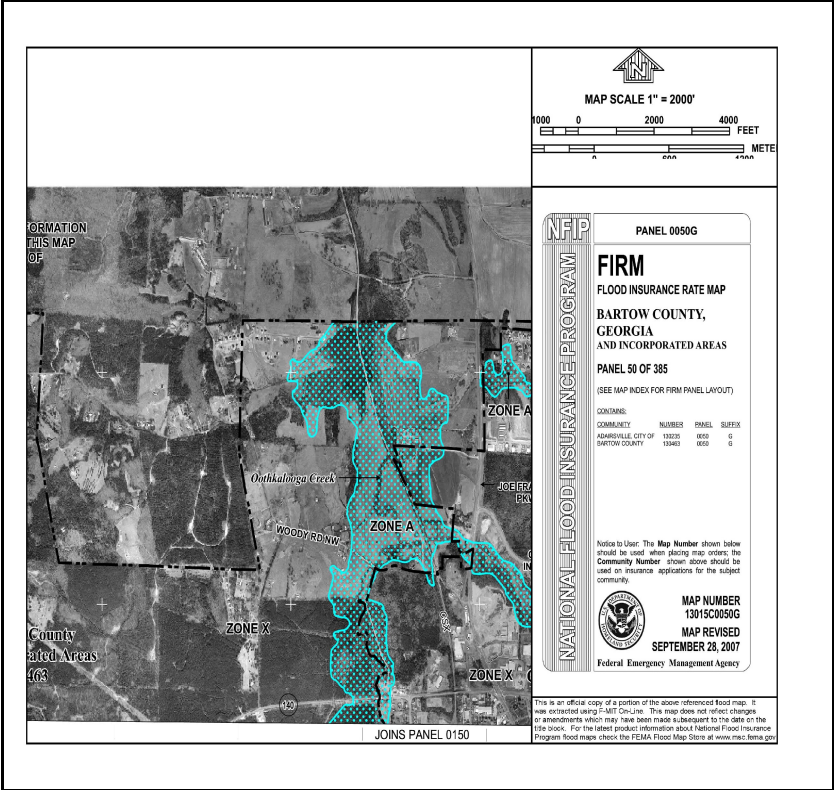 N
MAP SCALE 1" = 2000'
1000 0 2000 4000
FEET
METE
0 600 1200
ORMATION
THIS MAP
OF
ZONE A
Oothkalooga Creek
JOE FRA
PKW
ZONE A
WOODY RD NW
IN
ZONE X
CSX
County
ated Areas
463
ZONE X
140
JOINS PANEL 0150
NFIP
NATIONAL FLOOD INSURANCE PROGRAM
PANEL 0050G
FIRM
FLOOD INSURANCE RATE MAP
BARTOW COUNTY,
GEORGIA
AND INCORPORATED AREAS
PANEL 50 OF 385
(SEE MAP INDEX FOR FIRM PANEL LAYOUT)
CONTAINS:
COMMUNITY NUMBER PANEL SUFFIX
ADAIRSVILLE, CITY OF 130235 0050 G
BARTOW COUNTY 130463 0050 G
Notice to User: The Map Number shown below
should be used when placing map orders; the
Community Number shown above should be
used on insurance applications for the subject
community.
MAP NUMBER
13015C0050G
MAP REVISED
SEPTEMBER 28, 2007
Federal Emergency Management Agency
This is an official copy of a portion of the above referenced flood map. It
was extracted using F-MIT On-Line. This map does not reflect changes
or amendments which may have been made subsequent to the date on the
title block. For the latest product information about National Flood Insurance
Program flood maps check the FEMA Flood Map Store at www.msc.fema.gov